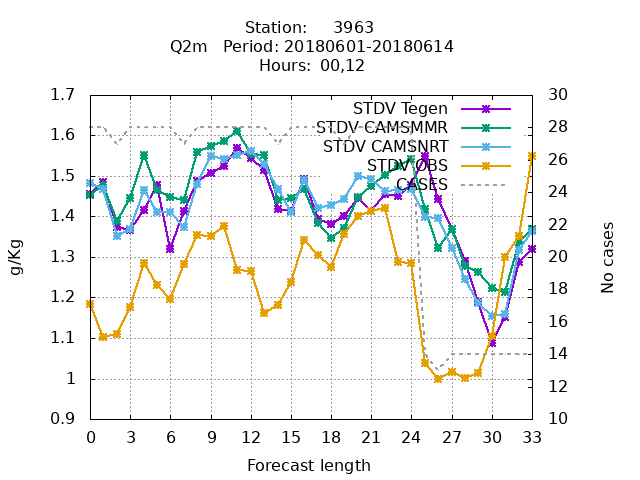 Station:     3963
Q2m   Period: 20180601-20180614
Hours:  00,12
1.7
1.6
1.5
1.4
1.3
1.2
1.1
1
0.9
g/Kg
30
28
26
24
22
20
18
16
14
12
10
No cases
STDV Tegen
STDV CAMSMMR
STDV CAMSNRT
STDV OBS
CASES
0 3 6 9 12 15 18 21 24 27 30 33
Forecast length